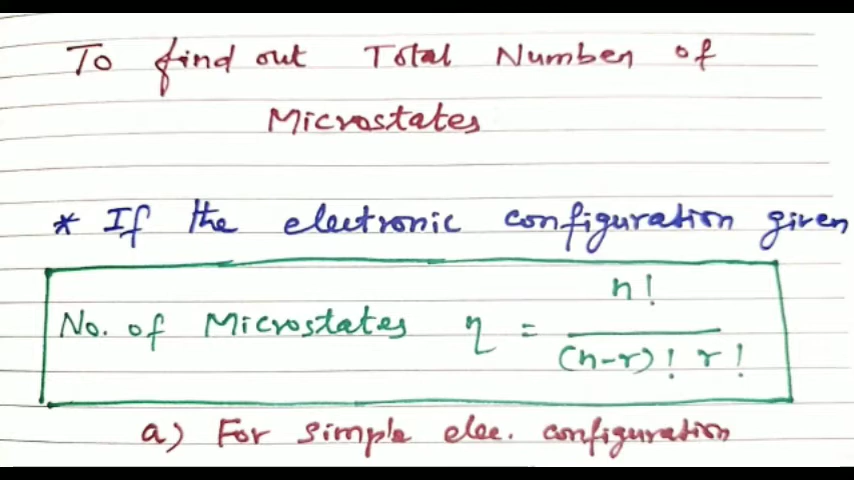 To find out Total Number of
Microstates
* If the electronic configuration given
No. of Microstates η = n! / (n-r)! r!
a) For simple elec. configuration